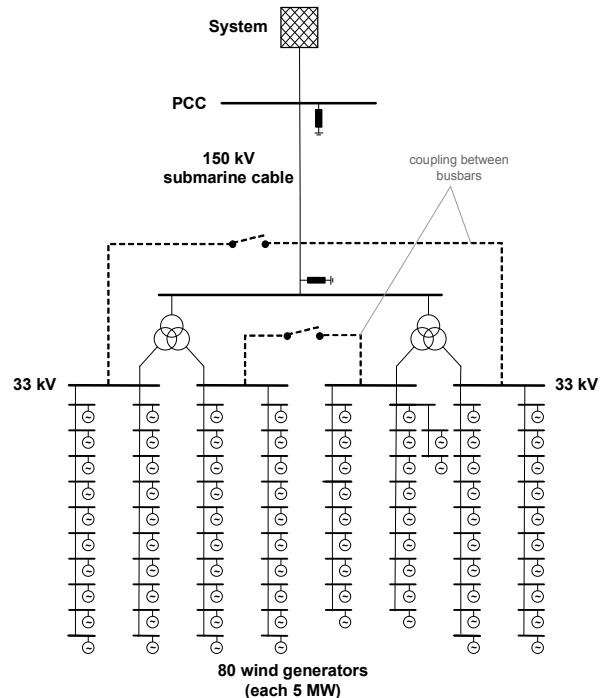 System
PCC
150 kV
submarine cable
coupling between
busbars
33 kV
33 kV
80 wind generators
(each 5 MW)